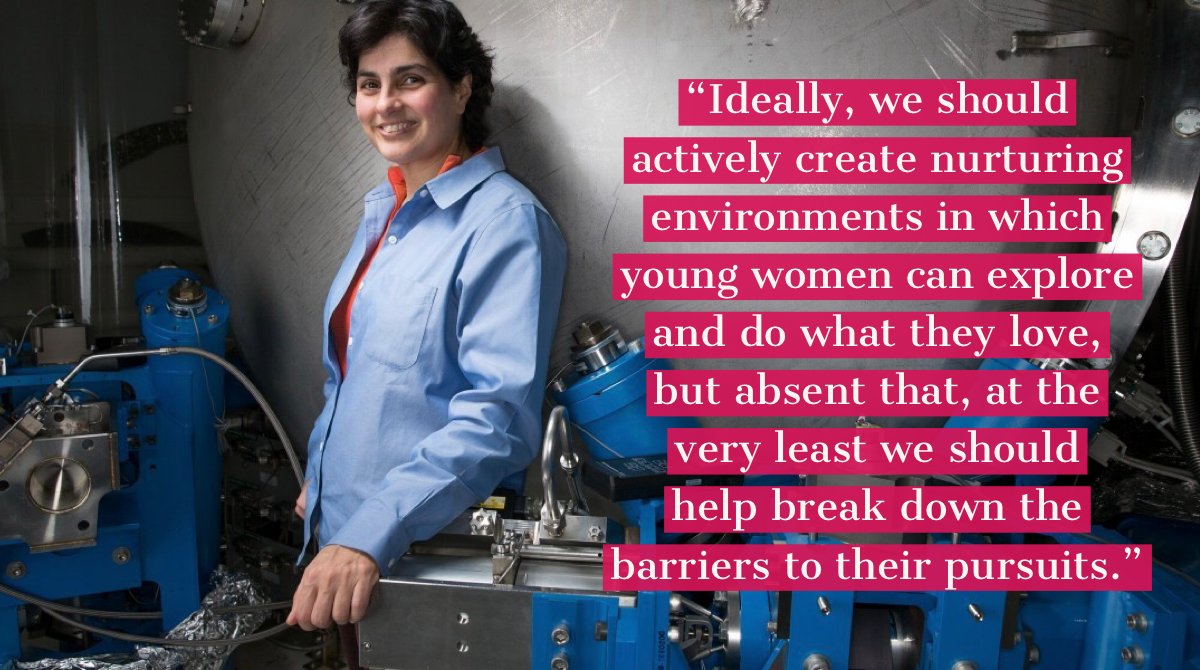 “Ideally, we should
actively create nurturing
environments in which
young women can explore
and do what they love,
but absent that, at the
very least we should
help break down the
barriers to their pursuits.”